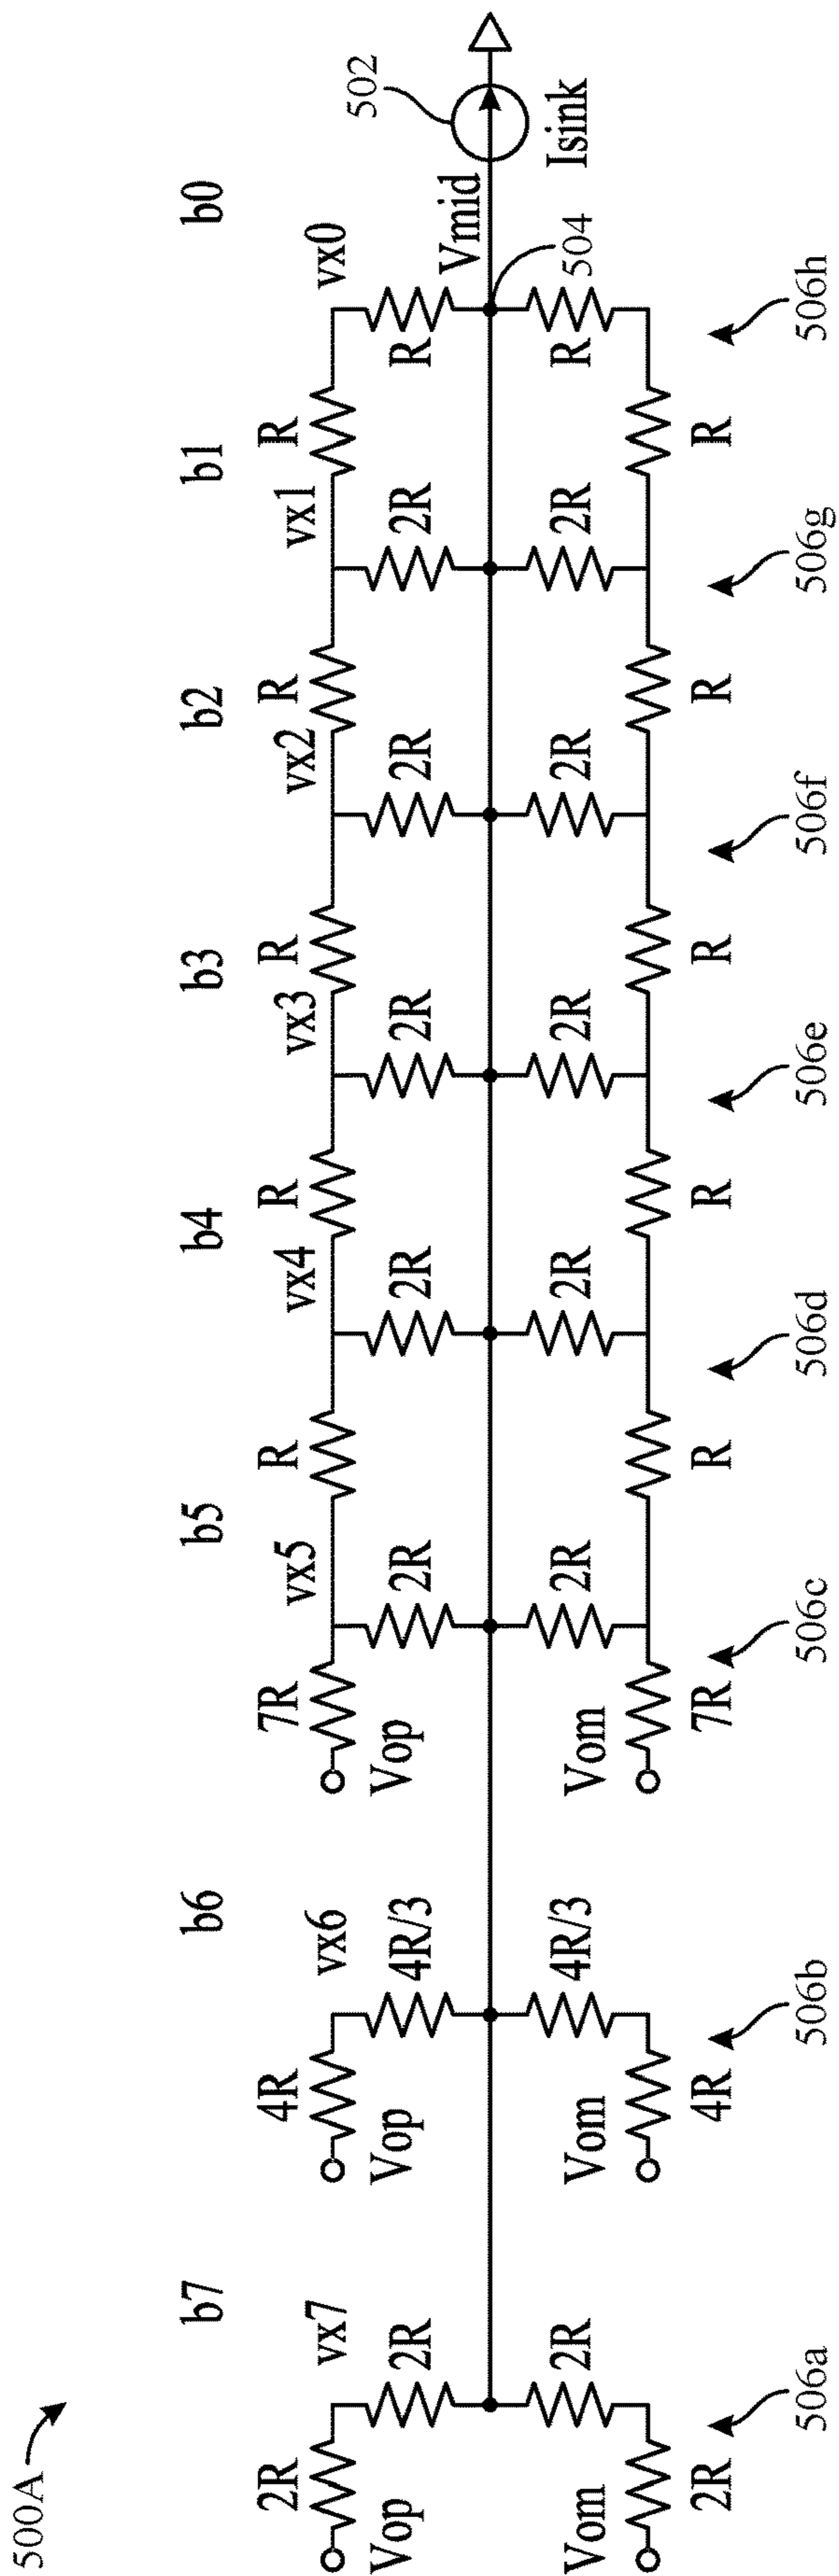 500A
b7 b6 b5 b4 b3 b2 b1 b0
vx7 vx6 vx5 vx4 vx3 vx2 vx1 vx0
2R 4R 7R R R R R R
Vop 2R Vop 4R/3 Vop 2R 2R 2R 2R 2R R Vmid 502
Vom 2R Vom 4R/3 Vom 2R 2R 2R 2R 2R R 504 Isink
2R 4R 7R R R R R R
506a 506b 506c 506d 506e 506f 506g 506h